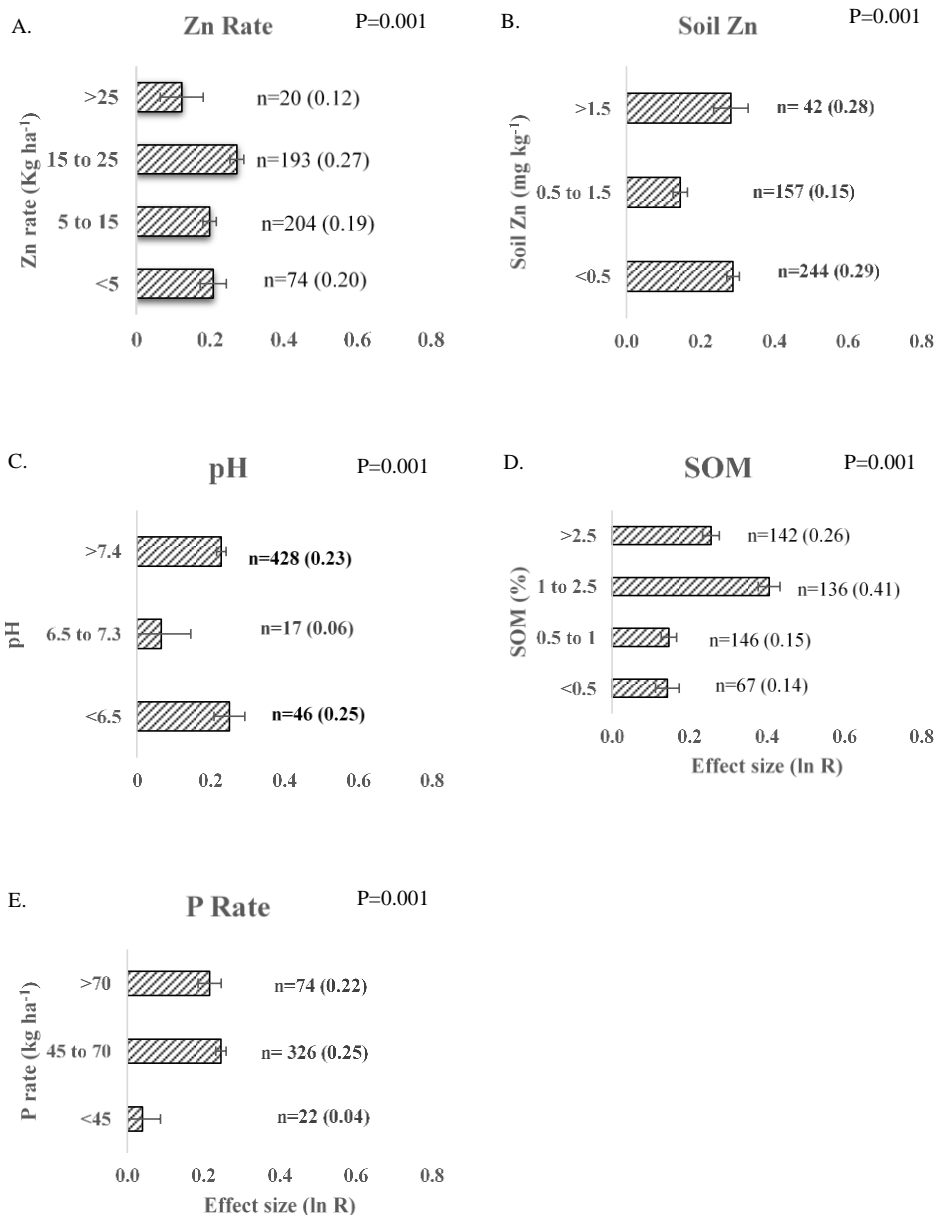 A.
Zn Rate
P=0.001
Zn rate (Kg ha-1)
>25
n=20 (0.12)
15 to 25
n=193 (0.27)
5 to 15
n=204 (0.19)
<5
n=74 (0.20)
0 0.2 0.4 0.6 0.8
B.
Soil Zn
P=0.001
Soil Zn (mg kg-1)
>1.5
n= 42 (0.28)
0.5 to 1.5
n=157 (0.15)
<0.5
n=244 (0.29)
0.0 0.2 0.4 0.6 0.8
C.
pH
P=0.001
pH
>7.4
n=428 (0.23)
6.5 to 7.3
n=17 (0.06)
<6.5
n=46 (0.25)
0 0.2 0.4 0.6 0.8
D.
SOM
P=0.001
SOM (%)
>2.5
n=142 (0.26)
1 to 2.5
n=136 (0.41)
0.5 to 1
n=146 (0.15)
<0.5
n=67 (0.14)
0.0 0.2 0.4 0.6 0.8
Effect size (ln R)
E.
P Rate
P=0.001
P rate (kg ha-1)
>70
n=74 (0.22)
45 to 70
n= 326 (0.25)
<45
n=22 (0.04)
0.0 0.2 0.4 0.6 0.8
Effect size (ln R)